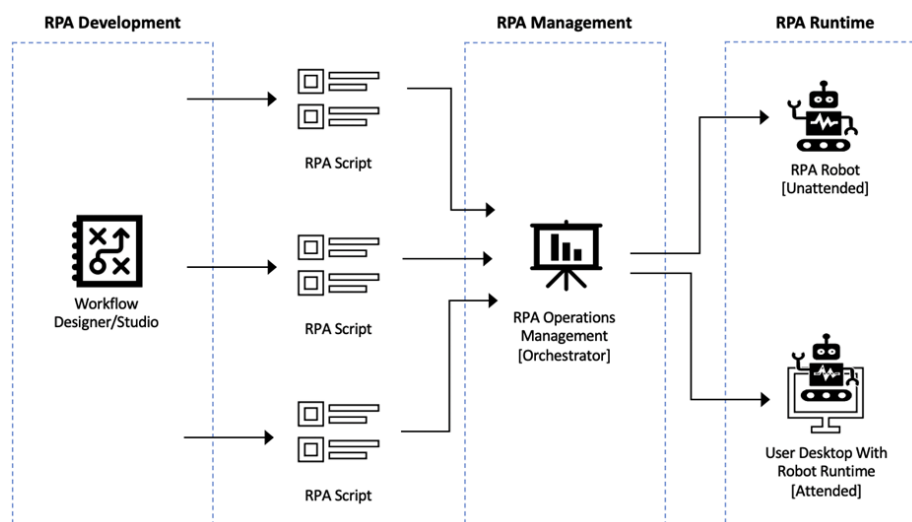 RPA Development
RPA Management
RPA Runtime
RPA Script
RPA Robot
[Unattended]
Workflow
Designer/Studio
RPA Script
RPA Operations
Management
[Orchestrator]
User Desktop With
Robot Runtime
[Attended]
RPA Script